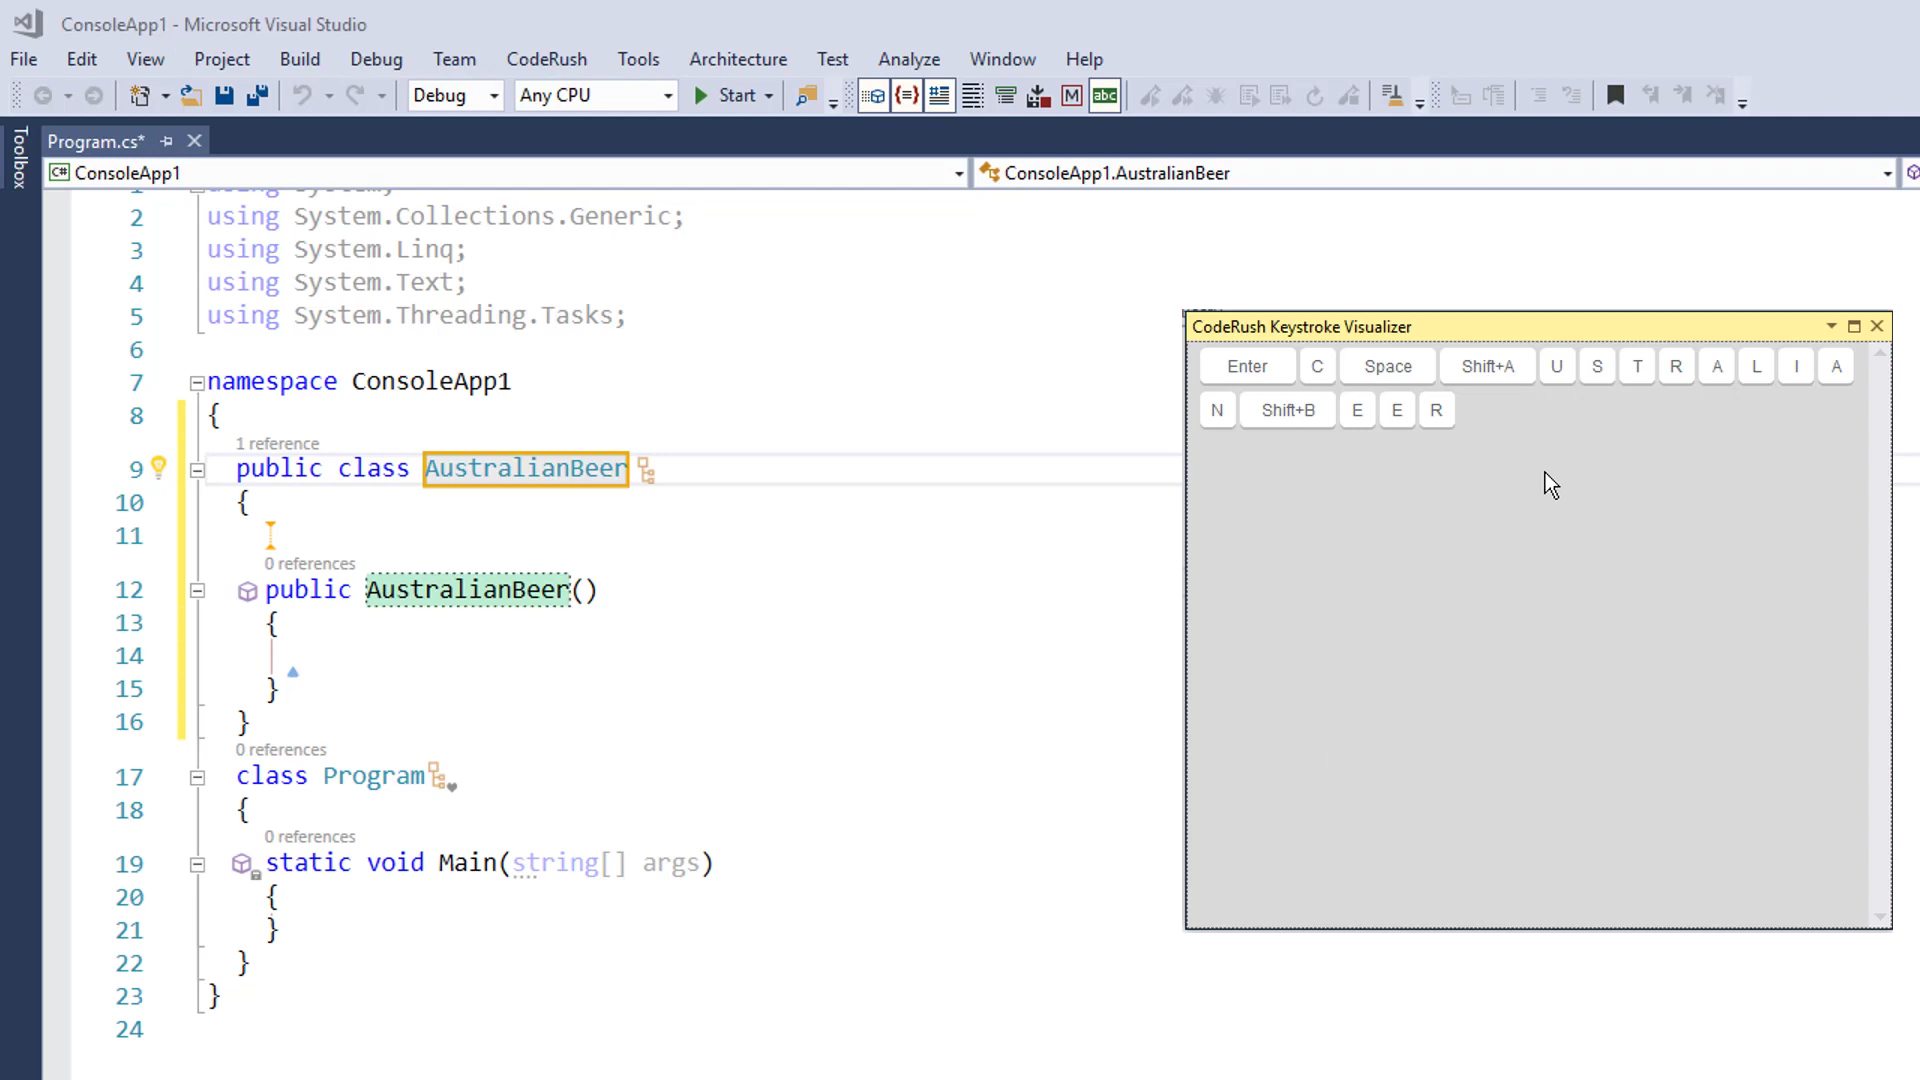 ConsoleApp1 - Microsoft Visual Studio
File Edit View Project Build Debug Team CodeRush Tools Architecture Test Analyze Window Help
Debug Any CPU Start {=} M abc
Toolbox
Program.cs*
C# ConsoleApp1 ConsoleApp1.AustralianBeer
1 using System;
2 using System.Collections.Generic;
3 using System.Linq;
4 using System.Text;
5 using System.Threading.Tasks;
6
7 namespace ConsoleApp1
8 {
1 reference
9 public class AustralianBeer
10 {
11
0 references
12 public AustralianBeer()
13 {
14
15 }
16 }
0 references
17 class Program
18 {
0 references
19 static void Main(string[] args)
20 {
21 }
22 }
23 }
24
CodeRush Keystroke Visualizer
Enter C Space Shift+A U S T R A L I A
N Shift+B E E R